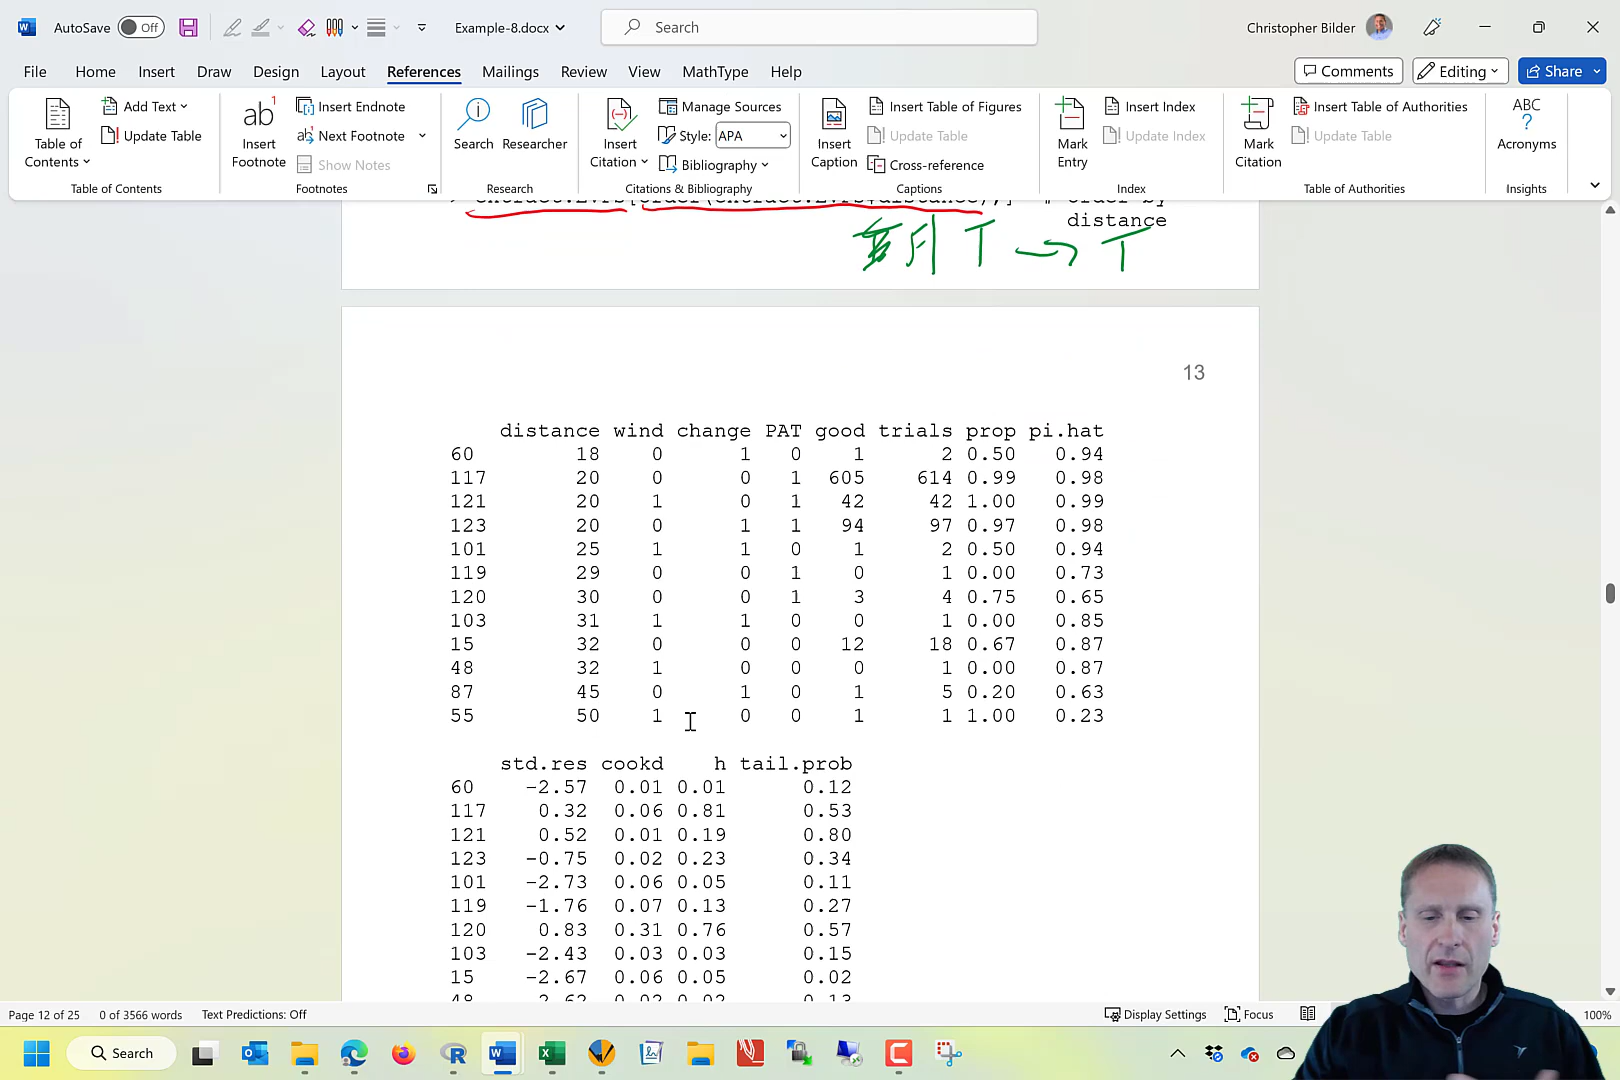 AutoSave Off Example-8.docx Search Christopher Bilder
File Home Insert Draw Design Layout References Mailings Review View MathType Help Comments Editing Share
Table of Contents
Add Text
Update Table
Table of Contents
Insert Footnote
Insert Endnote
Next Footnote
Show Notes
Footnotes
Search Researcher
Research
Insert Citation
Manage Sources
Style: APA
Bibliography
Citations & Bibliography
Insert Caption
Insert Table of Figures
Update Table
Cross-reference
Captions
Mark Entry
Insert Index
Update Index
Index
Mark Citation
Insert Table of Authorities
Update Table
Table of Authorities
ABC
?
Acronyms
Insights
distance
T T
13
distance wind change PAT good trials prop pi.hat
60 18 0 1 0 1 2 0.50 0.94
117 20 0 0 1 605 614 0.99 0.98
121 20 1 0 1 42 42 1.00 0.99
123 20 0 1 1 94 97 0.97 0.98
101 25 1 1 0 1 2 0.50 0.94
119 29 0 0 1 0 1 0.00 0.73
120 30 0 0 1 3 4 0.75 0.65
103 31 1 1 0 0 1 0.00 0.85
15 32 0 0 0 12 18 0.67 0.87
48 32 1 0 0 0 1 0.00 0.87
87 45 0 1 0 1 5 0.20 0.63
55 50 1 0 0 1 1 1.00 0.23
std.res cookd h tail.prob
60 -2.57 0.01 0.01 0.12
117 0.32 0.06 0.81 0.53
121 0.52 0.01 0.19 0.80
123 -0.75 0.02 0.23 0.34
101 -2.73 0.06 0.05 0.11
119 -1.76 0.07 0.13 0.27
120 0.83 0.31 0.76 0.57
103 -2.43 0.03 0.03 0.15
15 -2.67 0.06 0.05 0.02
Page 12 of 25 0 of 3566 words Text Predictions: Off Display Settings Focus 100%
Search